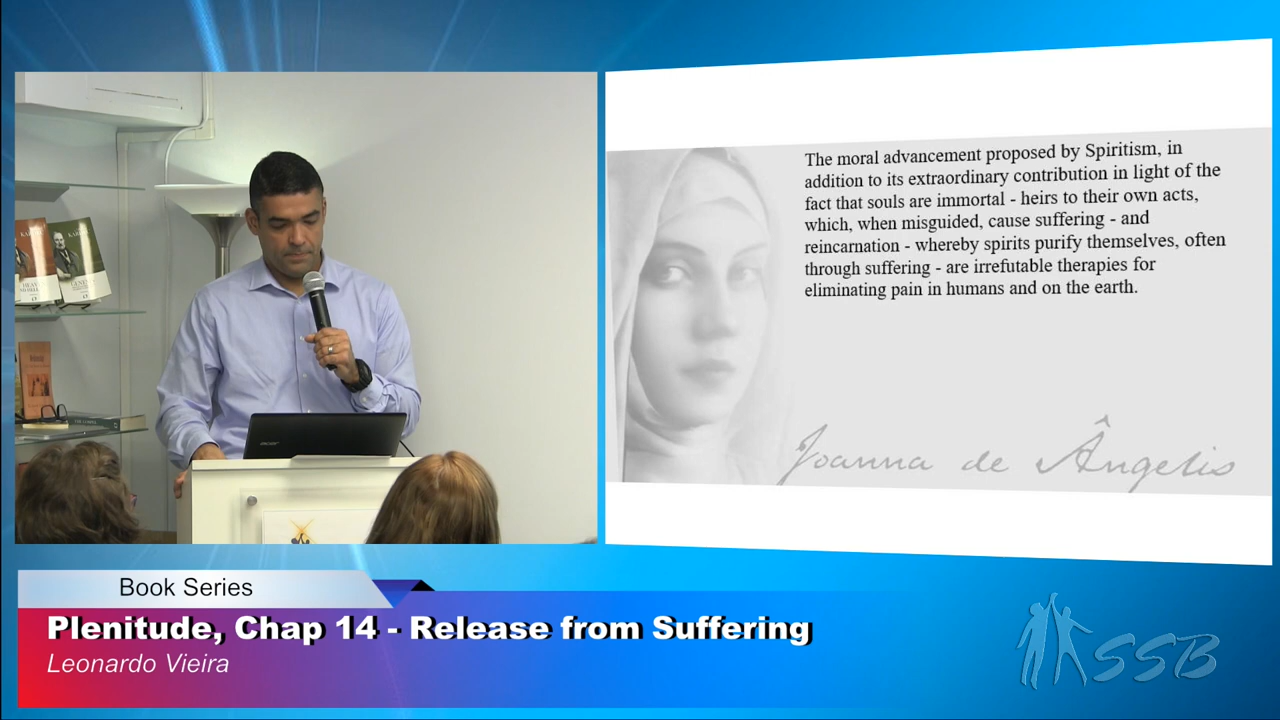 The moral advancement proposed by Spiritism, in
addition to its extraordinary contribution in light of the
fact that souls are immortal - heirs to their own acts,
which, when misguided, cause suffering - and
reincarnation - whereby spirits purify themselves, often
through suffering - are irrefutable therapies for
eliminating pain in humans and on the earth.
Joanna de Ângelis
acer
Book Series
Plenitude, Chap 14 - Release from Suffering
Leonardo Vieira
SSB